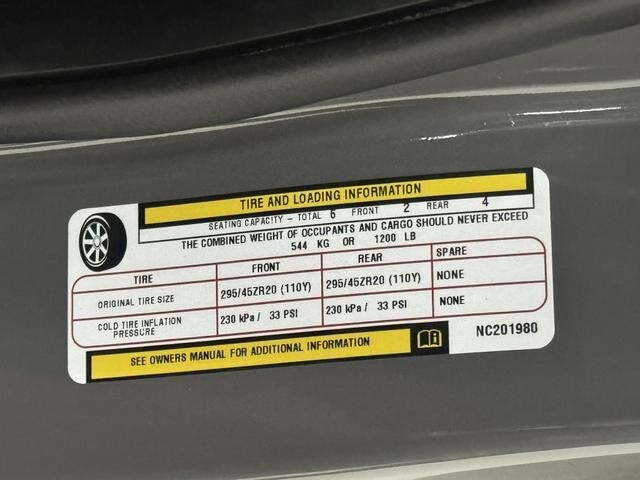 TIRE AND LOADING INFORMATION
SEATING CAPACITY – TOTAL 6 FRONT 2 REAR 4
THE COMBINED WEIGHT OF OCCUPANTS AND CARGO SHOULD NEVER EXCEED
544 KG OR 1200 LB
TIRE FRONT REAR SPARE
ORIGINAL TIRE SIZE 295/45ZR20 (110Y) 295/45ZR20 (110Y) NONE
COLD TIRE INFLATION PRESSURE 230 kPa / 33 PSI 230 kPa / 33 PSI NONE
SEE OWNERS MANUAL FOR ADDITIONAL INFORMATION
NC201980